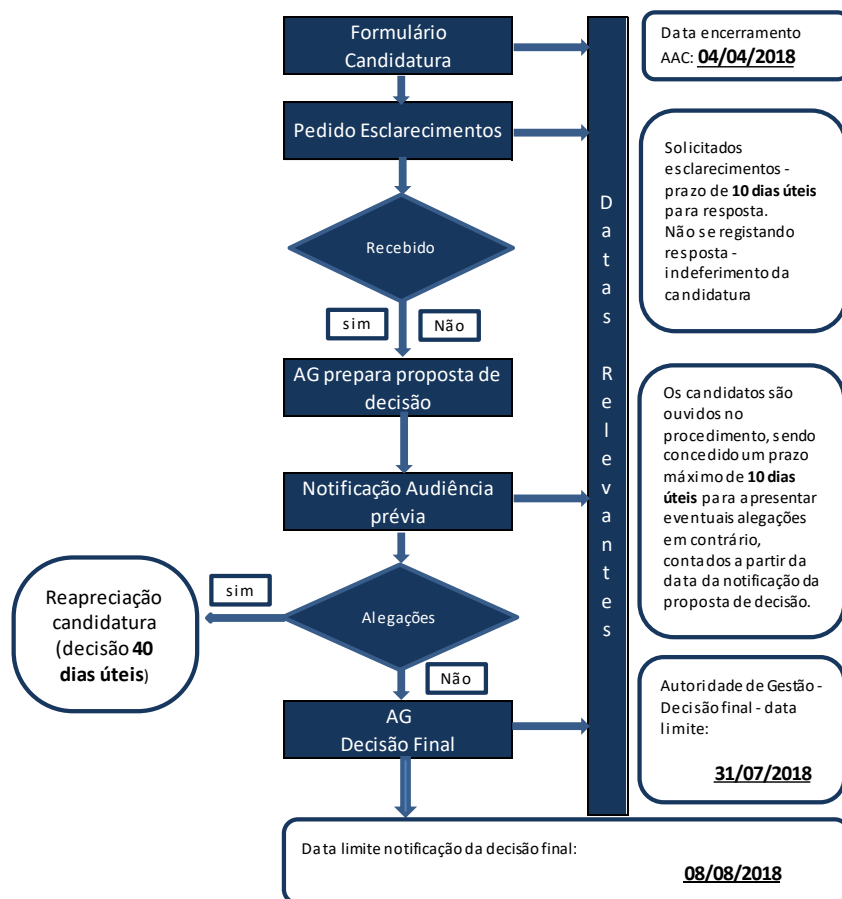 Formulário
Candidatura
Data encerramento
AAC: 04/04/2018
Pedido Esclarecimentos
Solicitados
esclarecimentos -
prazo de 10 dias úteis
para resposta.
Não se registando
resposta -
indeferimento da
candidatura
Recebido
sim
Não
AG prepara proposta de
decisão
Os candidatos são
ouvidos no
procedimento, sendo
concedido um prazo
máximo de 10 dias
úteis para apresentar
eventuais alegações
em contrário,
contados a partir da
data da notificação da
proposta de decisão.
Notificação Audiência
prévia
Datas Relevantes
Alegações
sim
Reapreciação
candidatura
(decisão 40
dias úteis)
Não
AG
Decisão Final
Autoridade de Gestão -
Decisão final - data
limite:
31/07/2018
Data limite notificação da decisão final:
08/08/2018